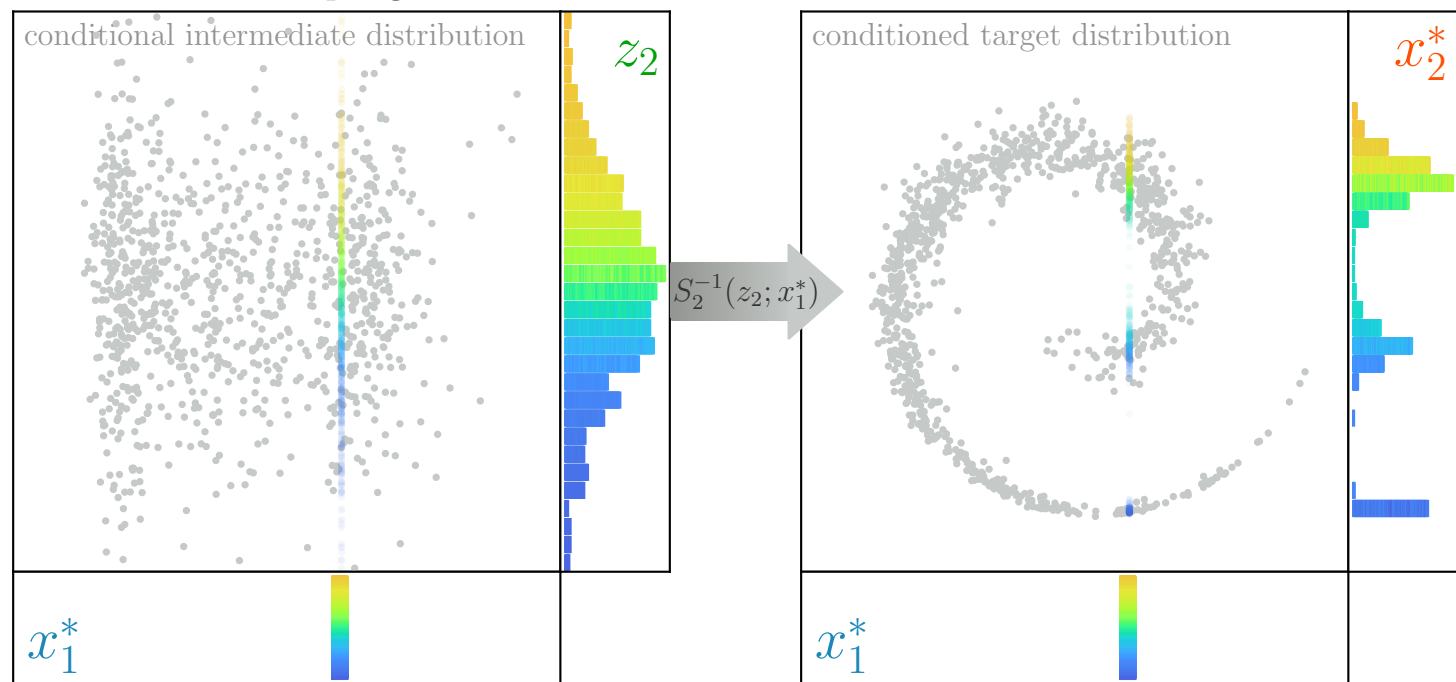 conditional intermediate distribution
z₂
S₂⁻¹(z₂; x₁*)
conditioned target distribution
x₂*
x₁*
x₁*